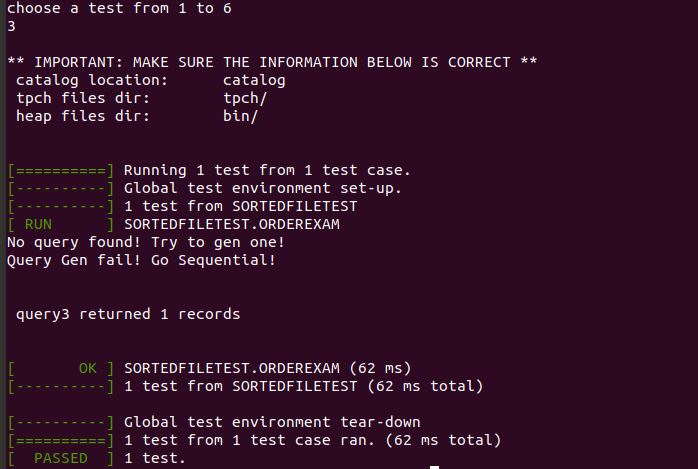 choose a test from 1 to 6
3
** IMPORTANT: MAKE SURE THE INFORMATION BELOW IS CORRECT **
 catalog location:      catalog
 tpch files dir:        tpch/
 heap files dir:        bin/
[==========] Running 1 test from 1 test case.
[----------] Global test environment set-up.
[----------] 1 test from SORTEDFILETEST
[ RUN      ] SORTEDFILETEST.ORDEREXAM
No query found! Try to gen one!
Query Gen fail! Go Sequential!
 query3 returned 1 records
[       OK ] SORTEDFILETEST.ORDEREXAM (62 ms)
[----------] 1 test from SORTEDFILETEST (62 ms total)
[----------] Global test environment tear-down
[==========] 1 test from 1 test case ran. (62 ms total)
[  PASSED  ] 1 test.